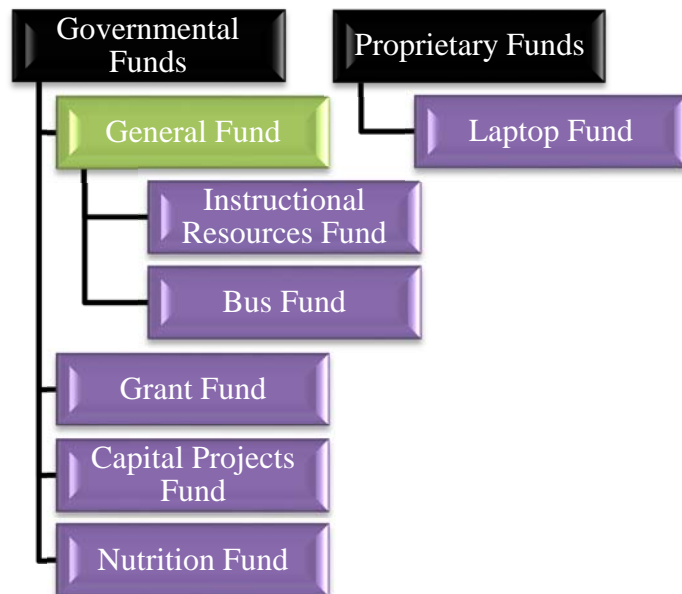 Governmental
Funds
General Fund
Instructional
Resources Fund
Bus Fund
Grant Fund
Capital Projects
Fund
Nutrition Fund
Proprietary Funds
Laptop Fund